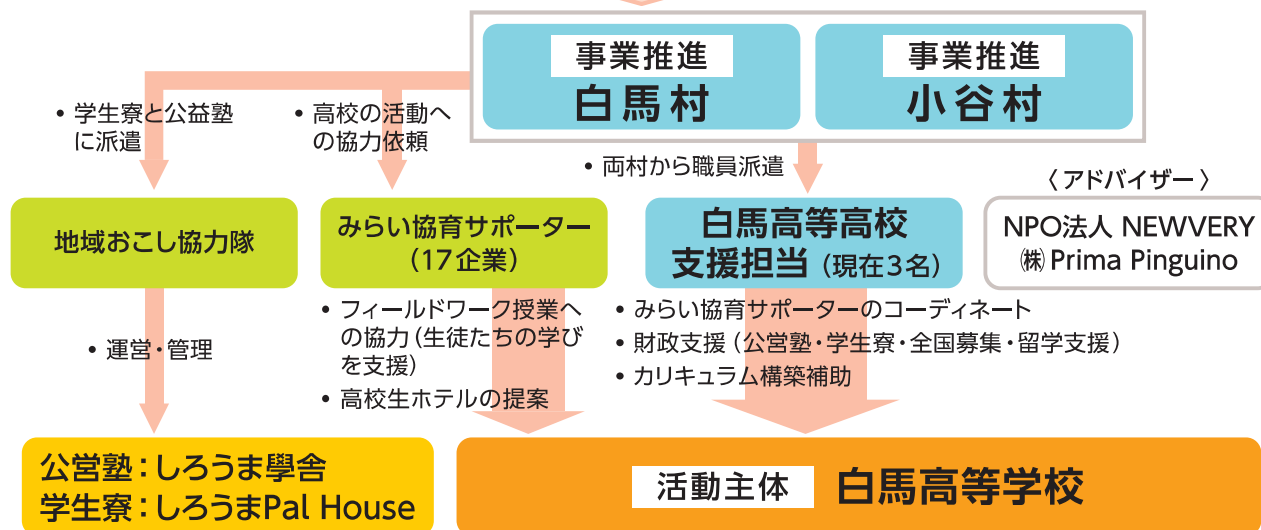 事業推進
白馬村
事業推進
小谷村
• 学生寮と公益塾
に派遣
• 高校の活動へ
の協力依頼
• 両村から職員派遣
〈アドバイザー〉
地域おこし協力隊
みらい協育サポーター
（17企業）
白馬高等高校
支援担当（現在3名）
NPO法人 NEWVERY
㈱ Prima Pinguino
• 運営・管理
• フィールドワーク授業へ
の協力（生徒たちの学び
を支援）
• 高校生ホテルの提案
• みらい協育サポーターのコーディネート
• 財政支援（公営塾・学生寮・全国募集・留学支援）
• カリキュラム構築補助
公営塾：しろうま學舎
学生寮：しろうまPal House
活動主体 白馬高等学校